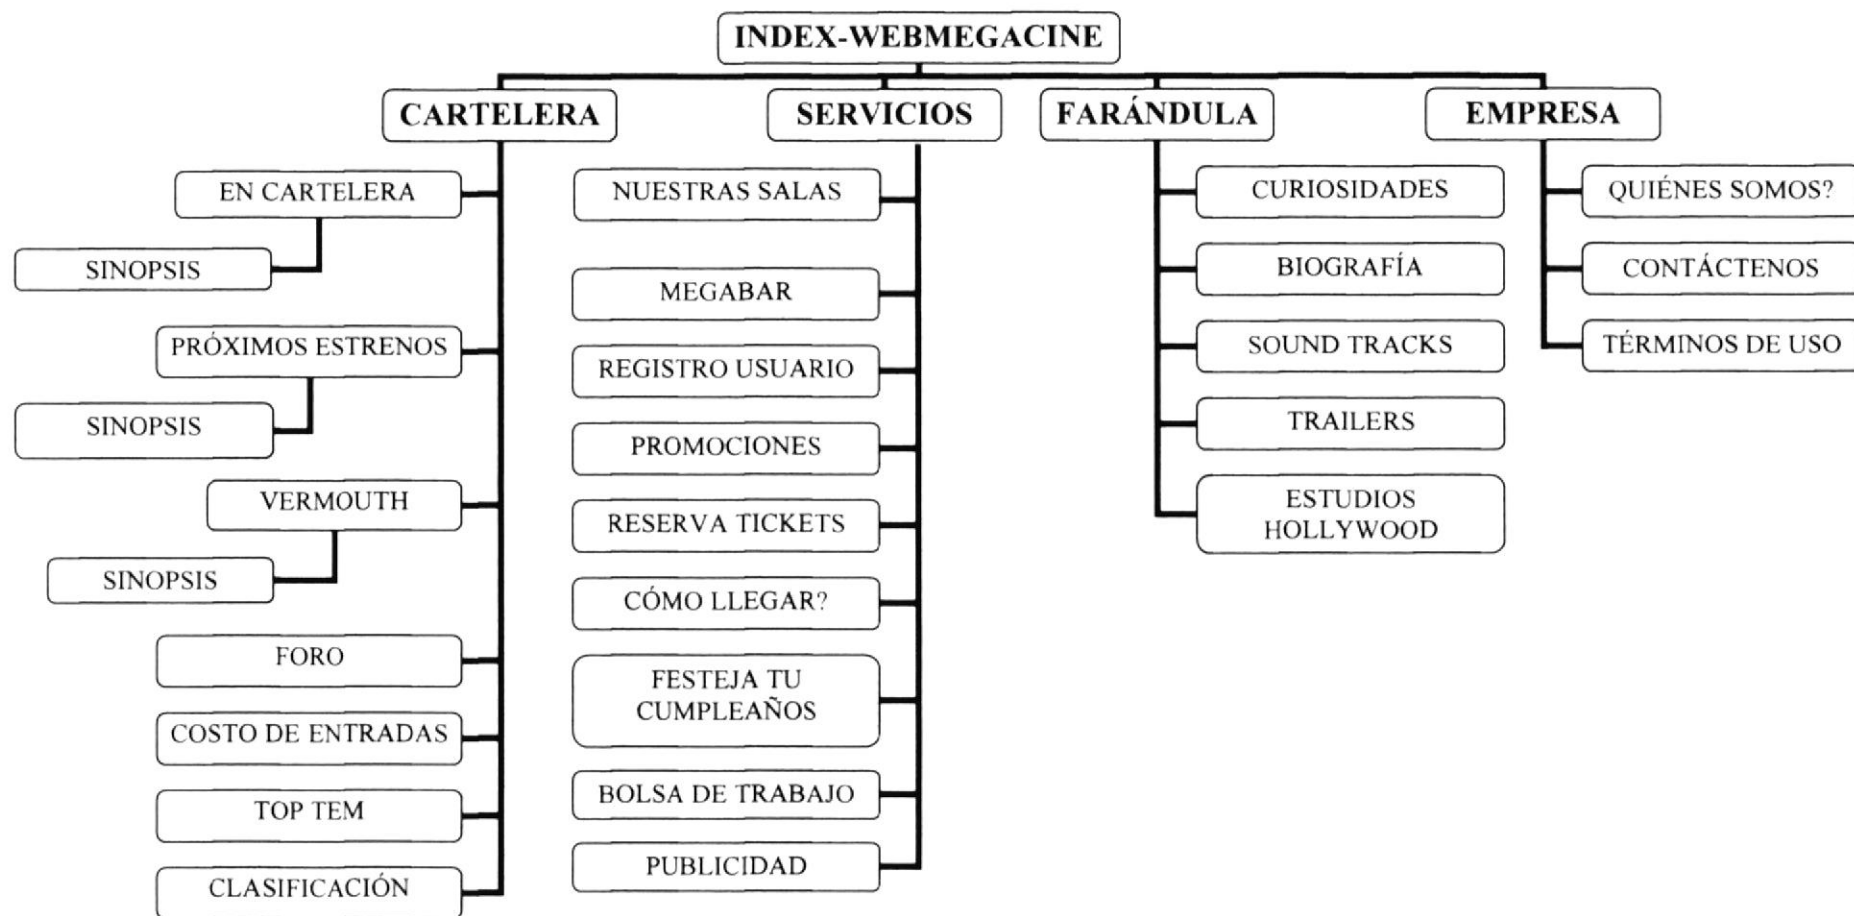 INDEX-WEBMEGACINE
CARTELERA
SERVICIOS
FARÁNDULA
EMPRESA
EN CARTELERA
SINOPSIS
PRÓXIMOS ESTRENOS
SINOPSIS
VERMOUTH
SINOPSIS
FORO
COSTO DE ENTRADAS
TOP TEM
CLASIFICACIÓN
NUESTRAS SALAS
MEGABAR
REGISTRO USUARIO
PROMOCIONES
RESERVA TICKETS
CÓMO LLEGAR?
FESTEJA TU
CUMPLEAÑOS
BOLSA DE TRABAJO
PUBLICIDAD
CURIOSIDADES
BIOGRAFÍA
SOUND TRACKS
TRAILERS
ESTUDIOS
HOLLYWOOD
QUIÉNES SOMOS?
CONTÁCTENOS
TÉRMINOS DE USO